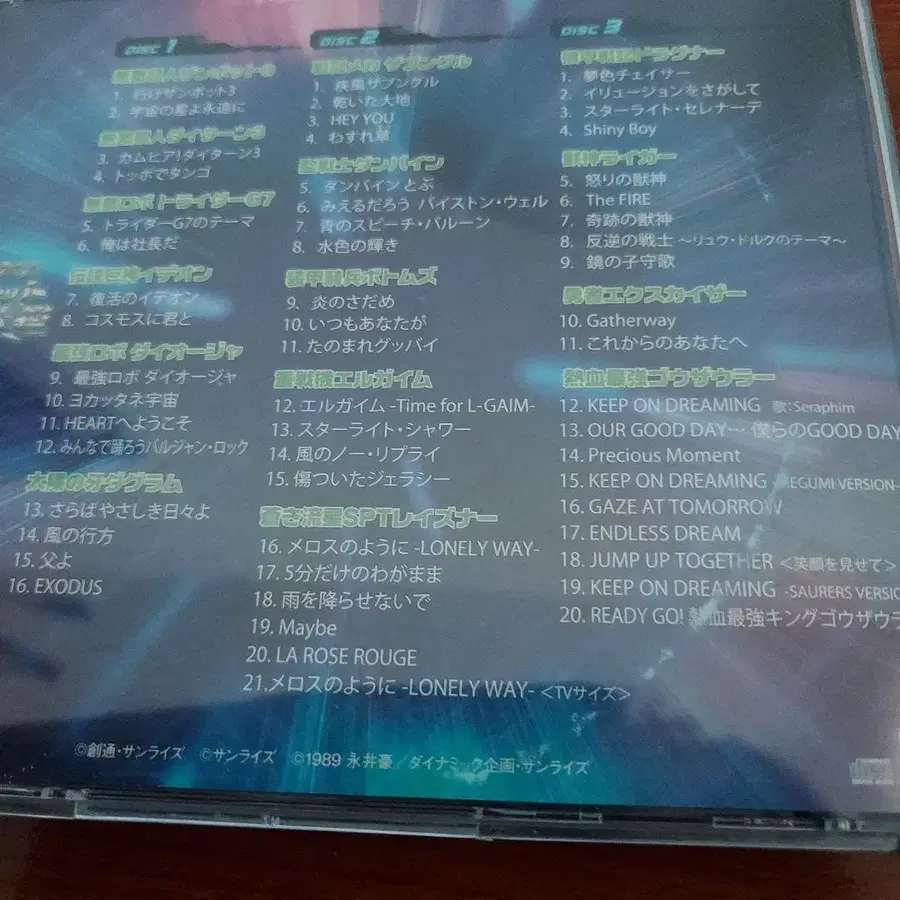 DISC 1
無敵超人ザンボット3
1. 行け!ザンボット3
2. 宇宙の星よ永遠に
無敵鋼人ダイターン3
3. カムヒア!ダイターン3
4. トッポでタンゴ
無敵ロボ トライダーG7
5. トライダーG7のテーマ
6. 俺は社長だ
伝説巨神イデオン
7. 復活のイデオン
8. コスモスに君と
最強ロボ ダイオージャ
9. 最強ロボ ダイオージャ
10. ヨカッタネ宇宙
11. HEARTへようこそ
12. みんなで踊ろうバルジャン・ロック
太陽の牙ダグラム
13. さらばやさしき日々よ
14. 風の行方
15. 父よ
16. EXODUS
DISC 2
戦闘メカ ザブングル
1. 疾風ザブングル
2. 乾いた大地
3. HEY YOU
4. わすれ草
聖戦士ダンバイン
5. ダンバイン とぶ
6. みえるだろう バイストン・ウェル
7. 青のスピーチ・バルーン
8. 水色の輝き
装甲騎兵ボトムズ
9. 炎のさだめ
10. いつもあなたが
11. たのまれグッバイ
重戦機エルガイム
12. エルガイム -Time for L-GAIM-
13. スターライト・シャワー
14. 風のノー・リプライ
15. 傷ついたジェラシー
蒼き流星SPTレイズナー
16. メロスのように -LONELY WAY-
17. 5分だけのわがまま
18. 雨を降らせないで
19. Maybe
20. LA ROSE ROUGE
21.メロスのように -LONELY WAY- <TVサイズ>
DISC 3
機甲戦記ドラグナー
1. 夢色チェイサー
2. イリュージョンをさがして
3. スターライト・セレナーデ
4. Shiny Boy
獣神ライガー
5. 怒りの獣神
6. The FIRE
7. 奇跡の獣神
8. 反逆の戦士 ~リュウ・ドルクのテーマ~
9. 鏡の子守歌
勇者エクスカイザー
10. Gatherway
11. これからのあなたへ
熱血最強ゴウザウラー
12. KEEP ON DREAMING 歌:Seraphim
13. OUR GOOD DAY… 僕らのGOOD DAY
14. Precious Moment
15. KEEP ON DREAMING -MEGUMI VERSION-
16. GAZE AT TOMORROW
17. ENDLESS DREAM
18. JUMP UP TOGETHER <笑顔を見せて>
19. KEEP ON DREAMING -SAURERS VERSIO
20. READY GO! 熱血最強キングゴウザウラ
©創通・サンライズ ©サンライズ ©1989 永井豪/ダイナミック企画・サンライズ